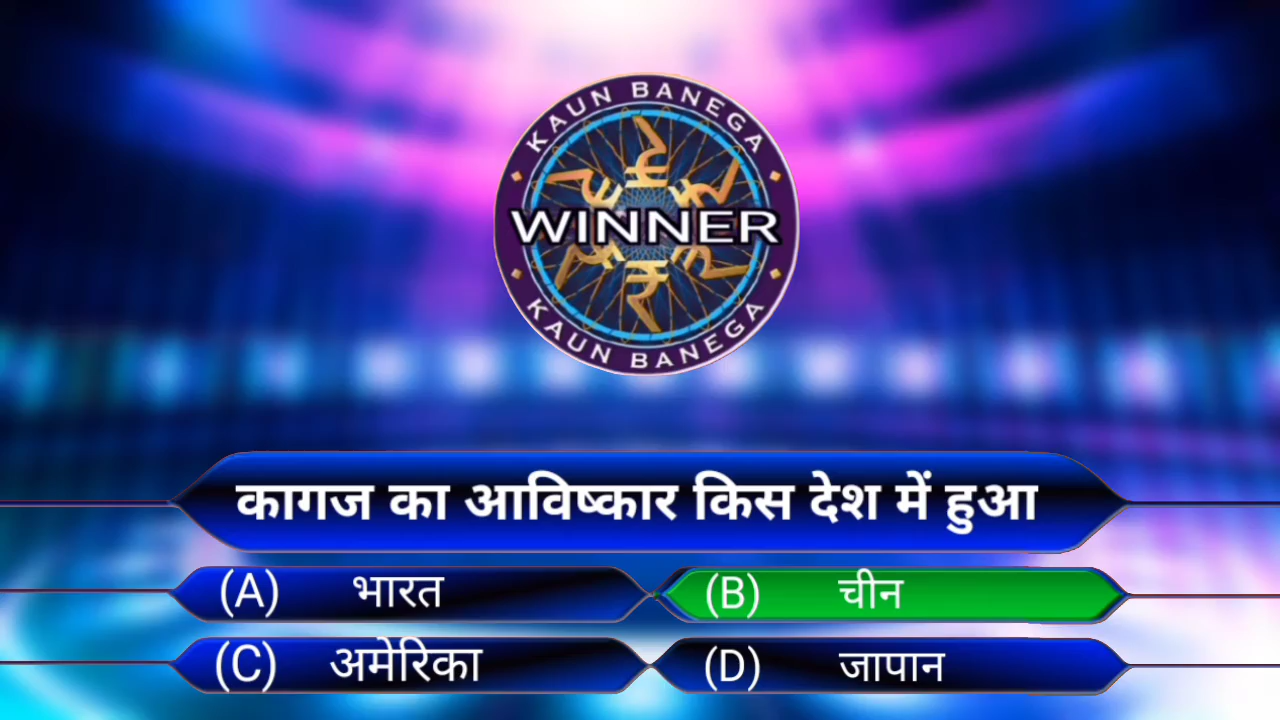 KAUN BANEGA
WINNER
KAUN BANEGA
कागज का आविष्कार किस देश में हुआ
(A) भारत
(B) चीन
(C) अमेरिका
(D) जापान